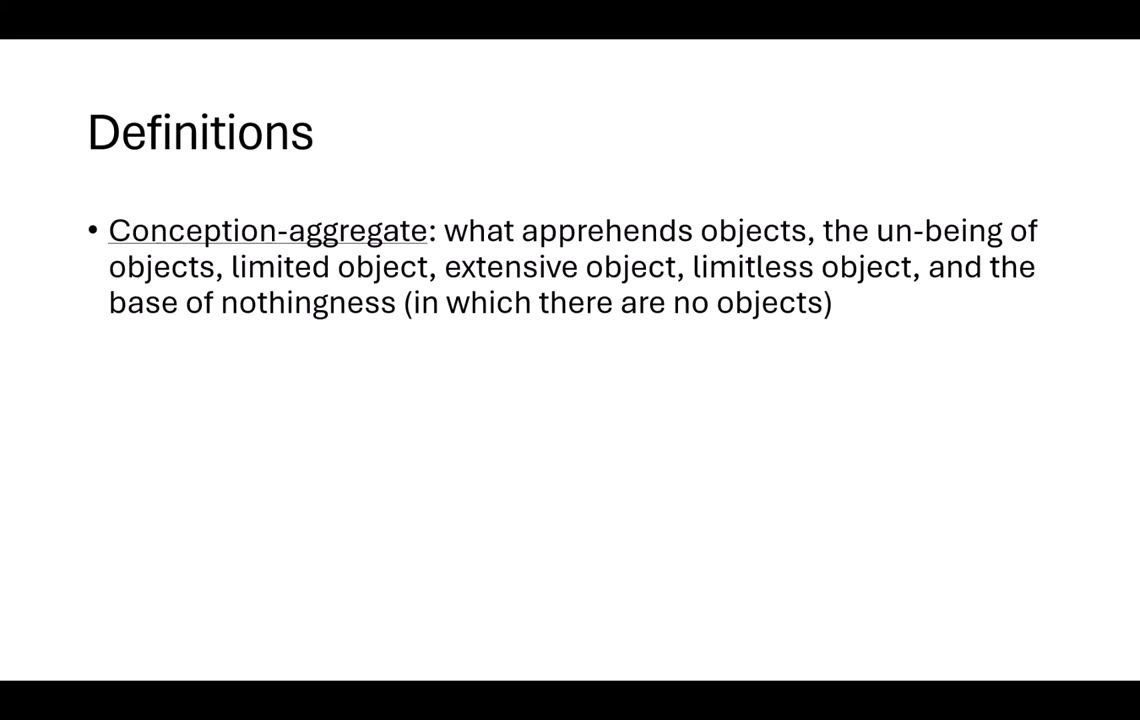 Definitions
• Conception-aggregate: what apprehends objects, the un-being of
objects, limited object, extensive object, limitless object, and the
base of nothingness (in which there are no objects)